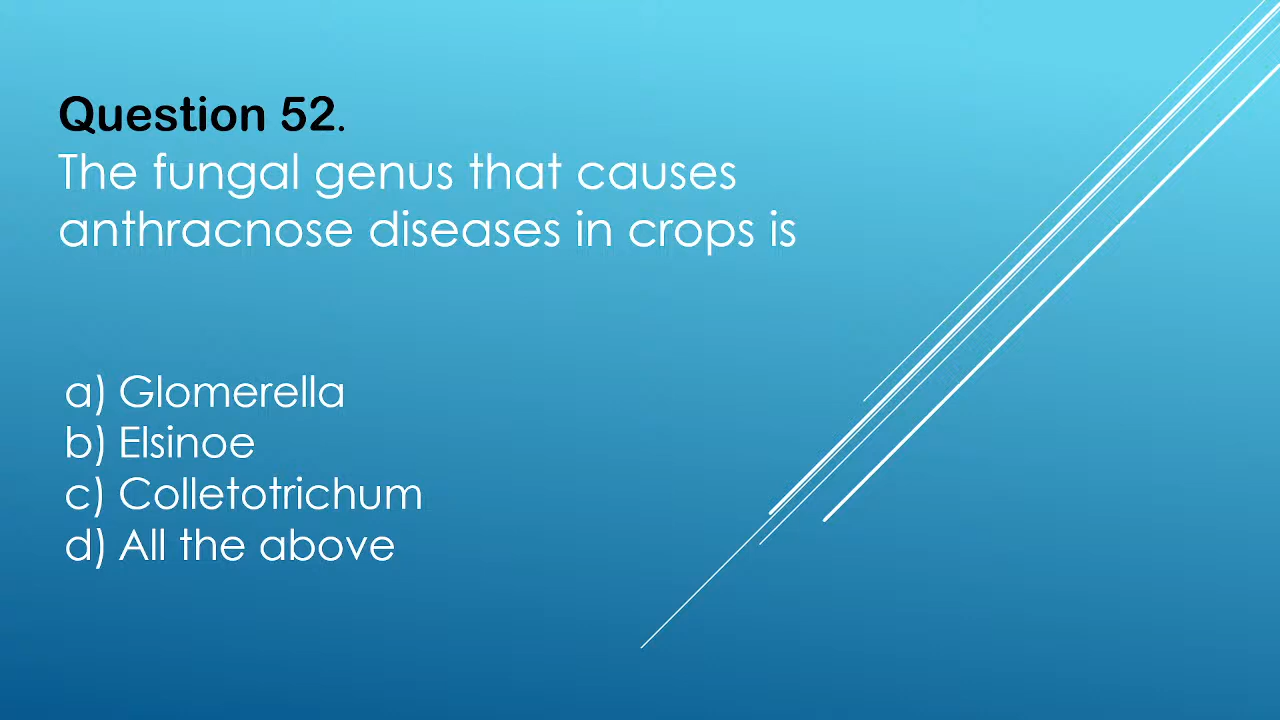 Question 52.
The fungal genus that causes
anthracnose diseases in crops is
a) Glomerella
b) Elsinoe
c) Colletotrichum
d) All the above